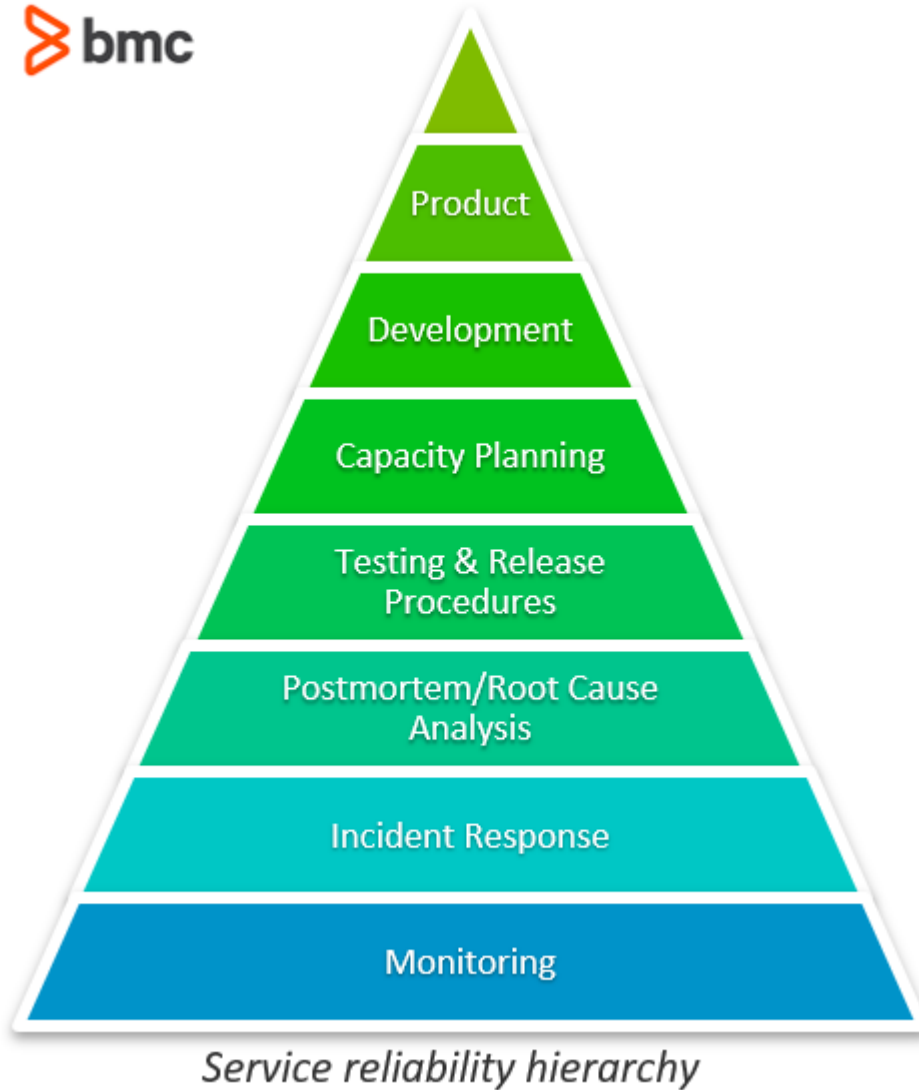 bmc
Product
Development
Capacity Planning
Testing & Release
Procedures
Postmortem/Root Cause
Analysis
Incident Response
Monitoring
Service reliability hierarchy